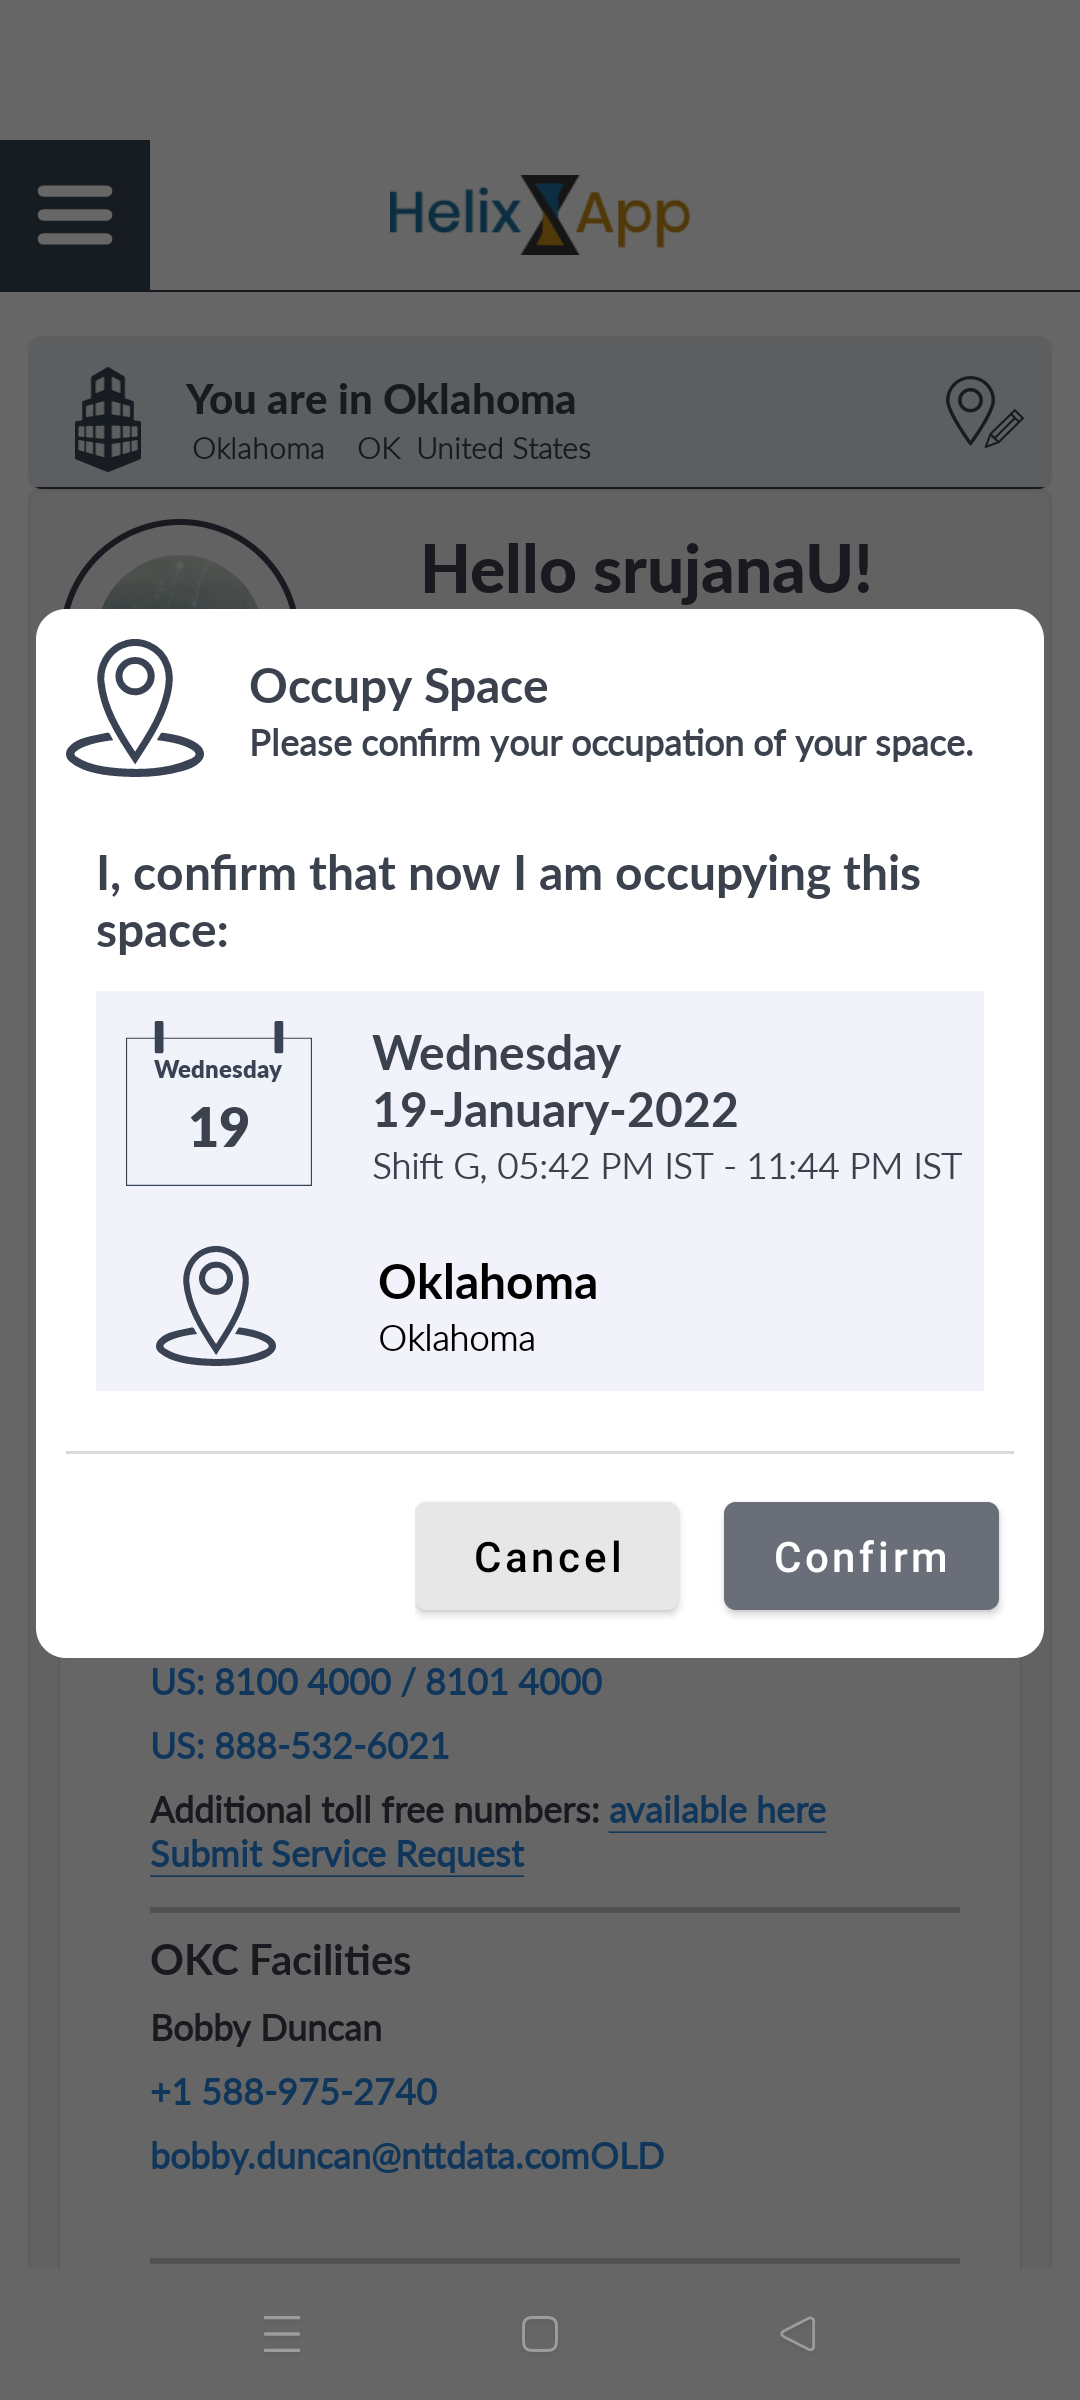 Helix App
You are in Oklahoma
Oklahoma OK United States
Hello srujanaU!
Occupy Space
Please confirm your occupation of your space.
I, confirm that now I am occupying this
space:
Wednesday
19
Wednesday
19-January-2022
Shift G, 05:42 PM IST - 11:44 PM IST
Oklahoma
Oklahoma
Cancel
Confirm
US: 8100 4000 / 8101 4000
US: 888-532-6021
Additional toll free numbers: available here
Submit Service Request
OKC Facilities
Bobby Duncan
+1 588-975-2740
bobby.duncan@nttdata.comOLD